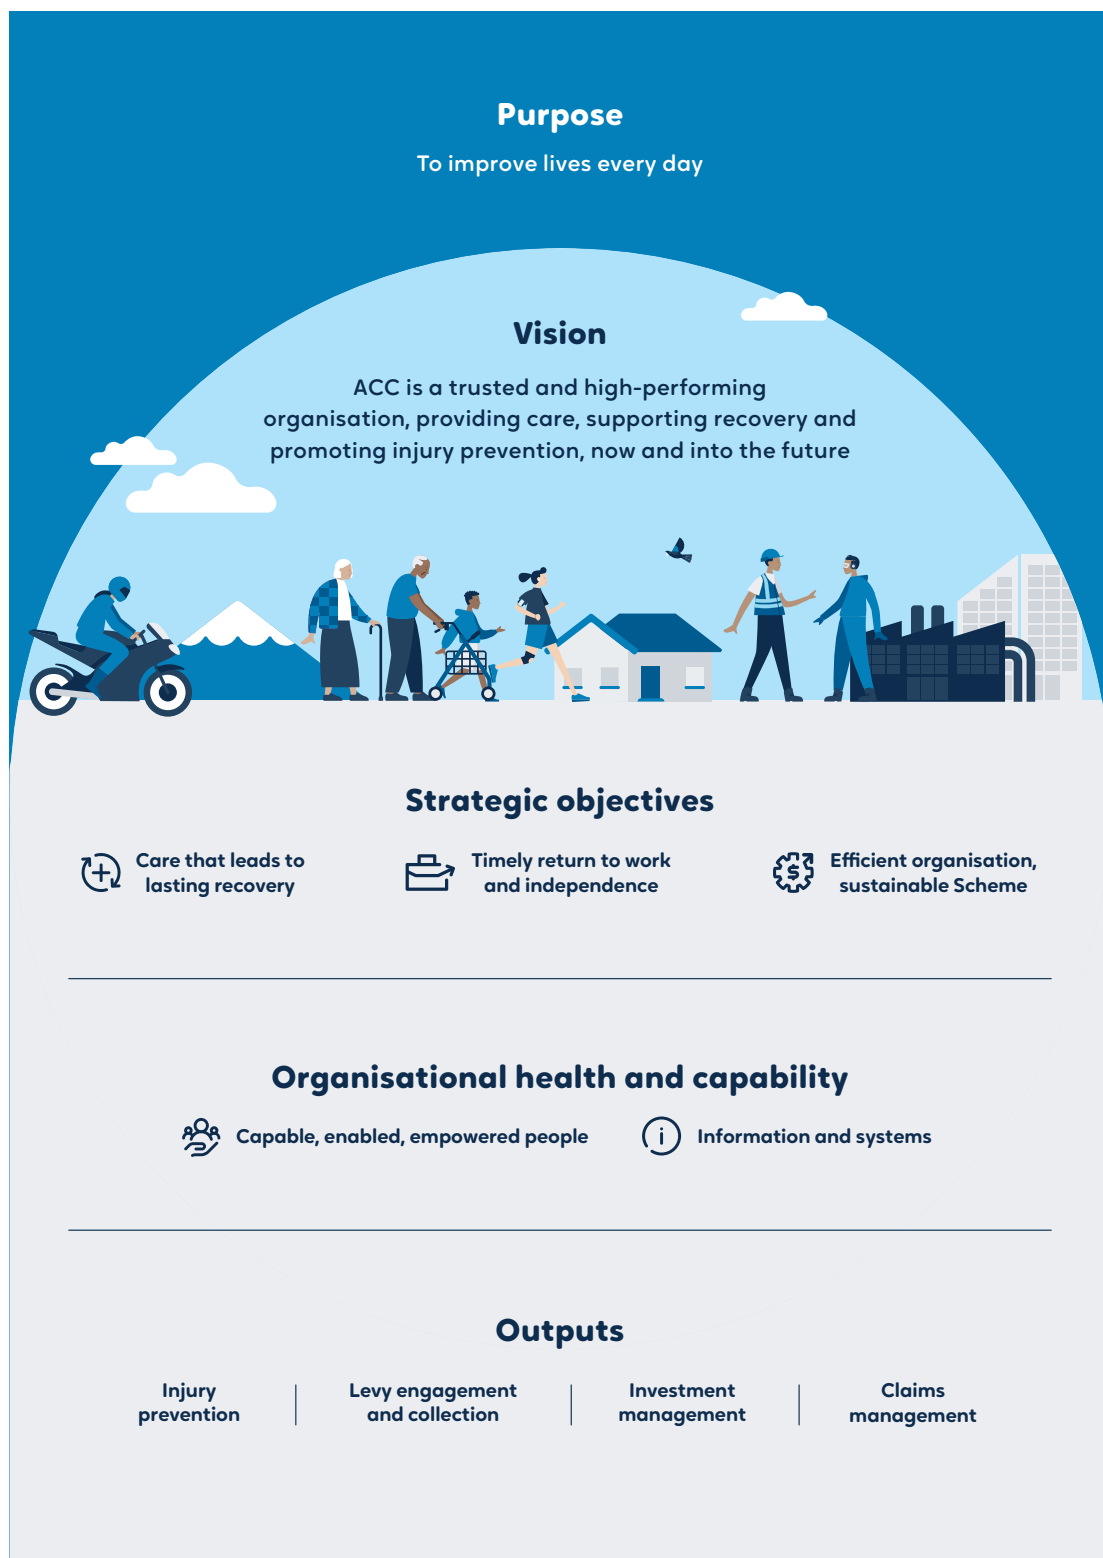 Purpose
To improve lives every day
Vision
ACC is a trusted and high-performing
organisation, providing care, supporting recovery and
promoting injury prevention, now and into the future
Strategic objectives
Care that leads to
lasting recovery
Timely return to work
and independence
Efficient organisation,
sustainable Scheme
Organisational health and capability
Capable, enabled, empowered people
Information and systems
Outputs
Injury
prevention
Levy engagement
and collection
Investment
management
Claims
management